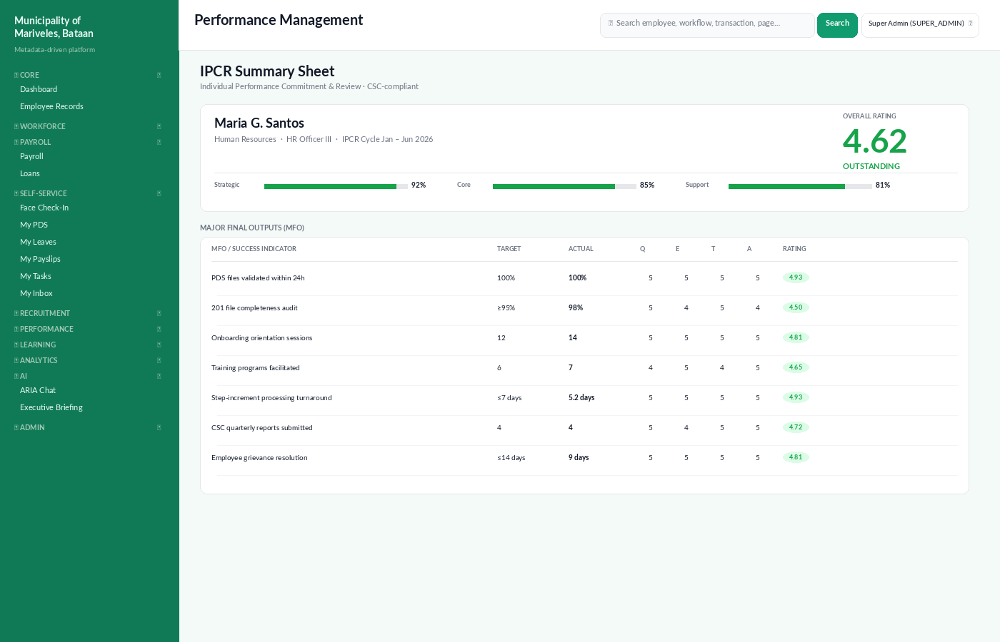 Municipality of
Mariveles, Bataan
Metadata-driven platform
CORE
Dashboard
Employee Records
WORKFORCE
PAYROLL
Payroll
Loans
SELF-SERVICE
Face Check-In
My PDS
My Leaves
My Payslips
My Tasks
My Inbox
RECRUITMENT
PERFORMANCE
LEARNING
ANALYTICS
AI
ARIA Chat
Executive Briefing
ADMIN
Performance Management
Search employee, workflow, transaction, page...
Search
Super Admin (SUPER_ADMIN)
IPCR Summary Sheet
Individual Performance Commitment & Review · CSC-compliant
Maria G. Santos
Human Resources · HR Officer III · IPCR Cycle Jan – Jun 2026
OVERALL RATING
4.62
OUTSTANDING
Strategic 92% Core 85% Support 81%
MAJOR FINAL OUTPUTS (MFO)
MFO / SUCCESS INDICATOR TARGET ACTUAL Q E T A RATING
PDS files validated within 24h 100% 100% 5 5 5 5 4.93
201 file completeness audit ≥95% 98% 5 4 5 4 4.50
Onboarding orientation sessions 12 14 5 5 5 5 4.81
Training programs facilitated 6 7 4 5 4 5 4.65
Step-increment processing turnaround ≤7 days 5.2 days 5 5 5 5 4.93
CSC quarterly reports submitted 4 4 5 4 5 5 4.72
Employee grievance resolution ≤14 days 9 days 5 5 5 5 4.81